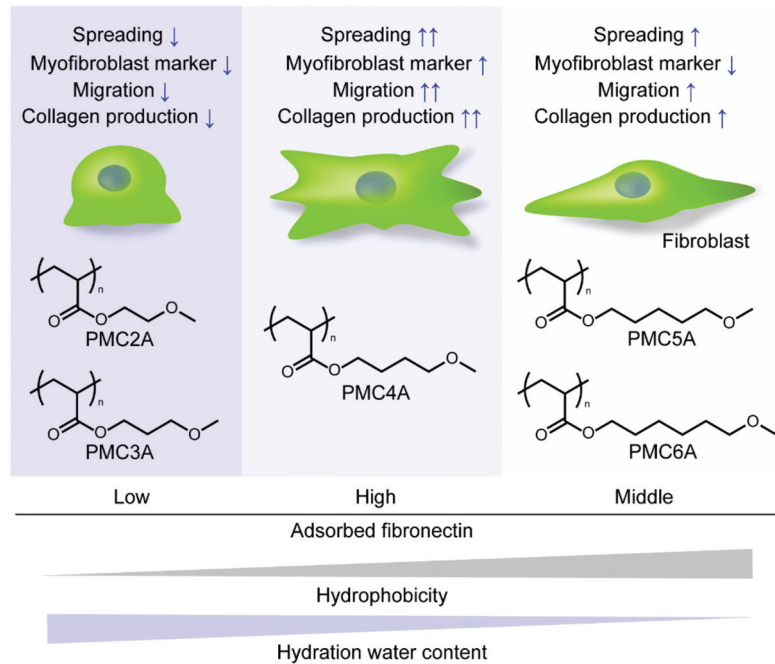 Spreading ↓
Myofibroblast marker ↓
Migration ↓
Collagen production ↓
Spreading ↑↑
Myofibroblast marker ↑
Migration ↑↑
Collagen production ↑↑
Spreading ↑
Myofibroblast marker ↓
Migration ↑
Collagen production ↑
Fibroblast
n
O
O
O
PMC2A
n
O
O
O
PMC3A
n
O
O
O
PMC4A
n
O
O
O
PMC5A
n
O
O
O
PMC6A
Low
High
Middle
Adsorbed fibronectin
Hydrophobicity
Hydration water content